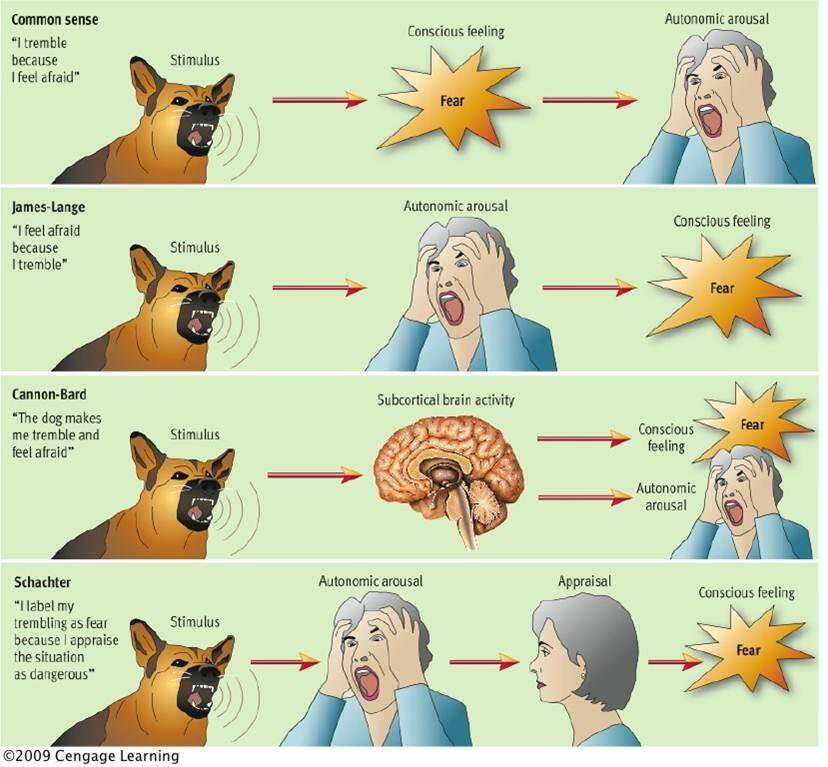 Common sense
"I tremble
because
I feel afraid"
Stimulus
Conscious feeling
Fear
Autonomic arousal
James-Lange
"I feel afraid
because
I tremble"
Stimulus
Autonomic arousal
Conscious feeling
Fear
Cannon-Bard
"The dog makes
me tremble and
feel afraid"
Stimulus
Subcortical brain activity
Conscious
feeling
Fear
Autonomic
arousal
Schachter
"I label my
trembling as fear
because I appraise
the situation
as dangerous"
Stimulus
Autonomic arousal
Appraisal
Conscious feeling
Fear
©2009 Cengage Learning